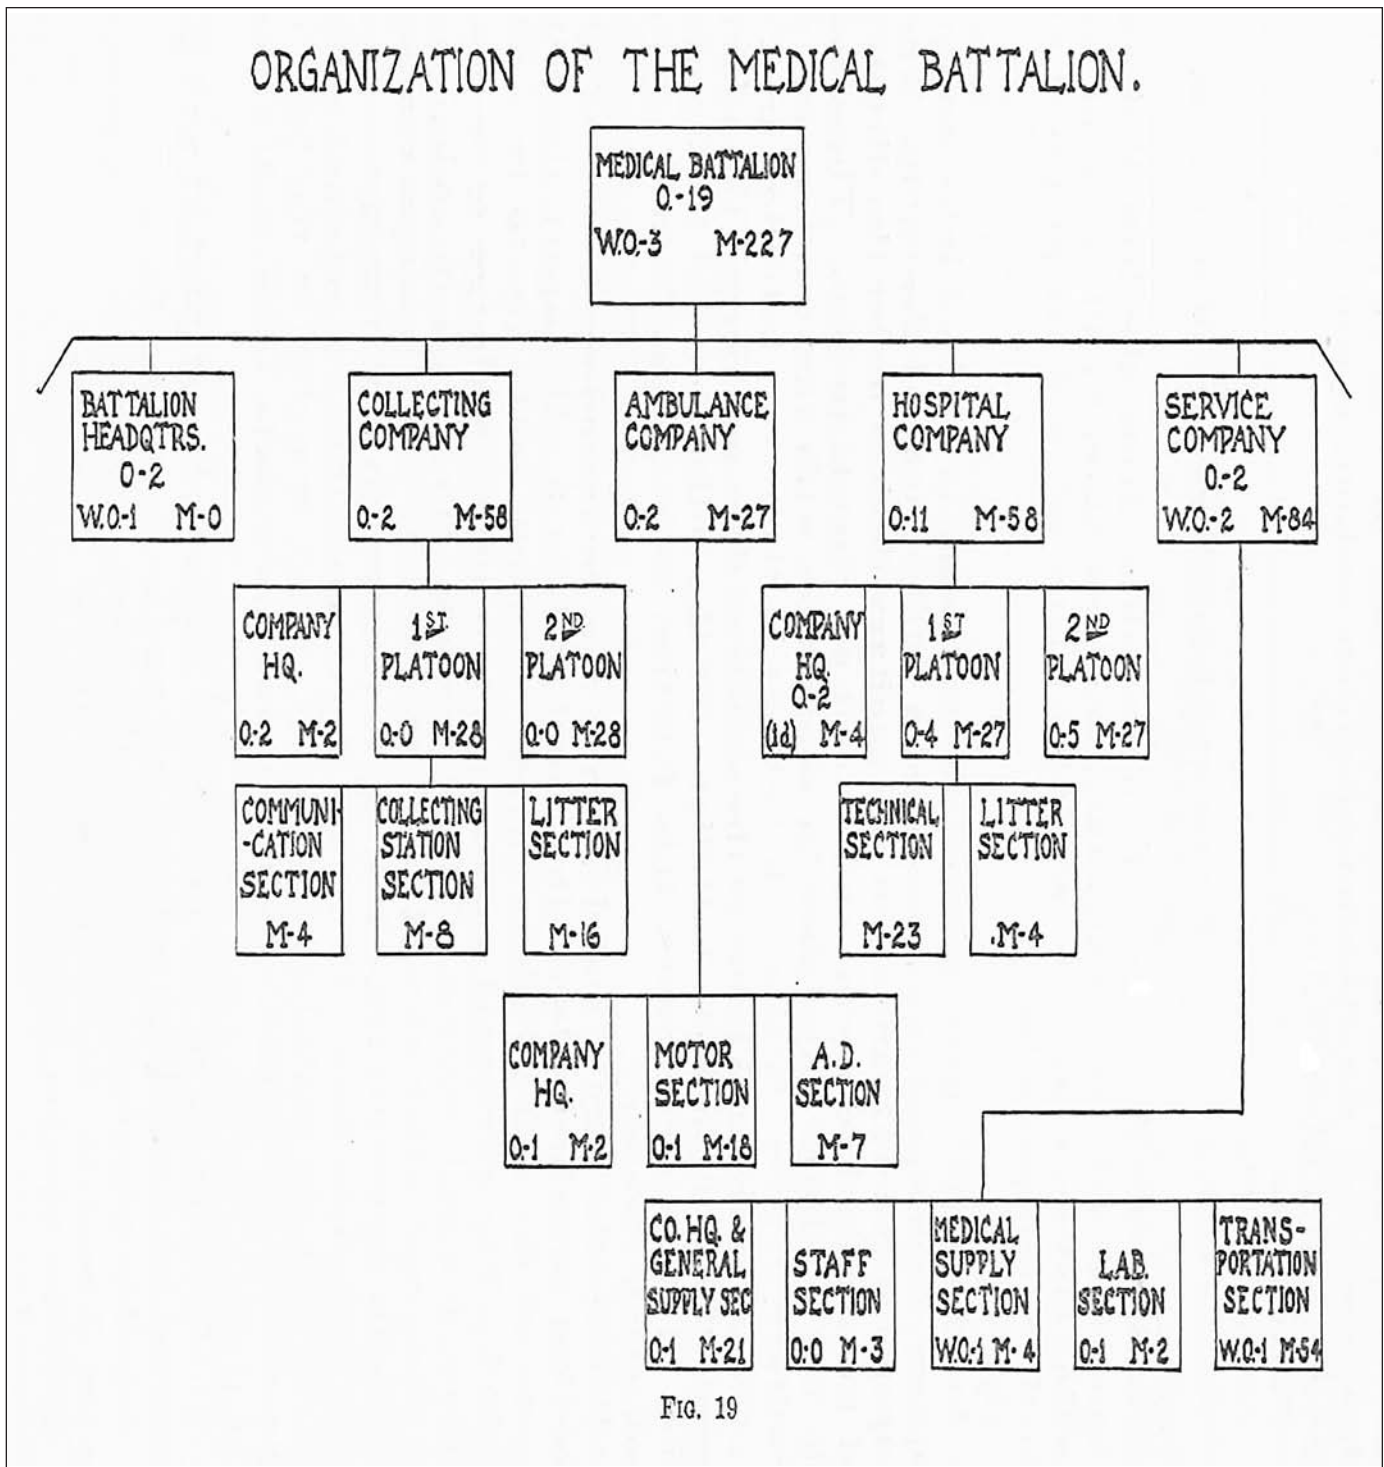 ORGANIZATION OF THE MEDICAL BATTALION.
MEDICAL BATTALION
O.-19
W.O.-3 M-227
BATTALION
HEADQTRS.
O-2
W.O.-1 M-0
COLLECTING
COMPANY
O.-2 M-58
AMBULANCE
COMPANY
O.-2 M-27
HOSPITAL
COMPANY
O.-11 M-58
SERVICE
COMPANY
O.-2
W.O.-2 M-84
COMPANY
HQ.
O.-2 M-2
1ST.
PLATOON
O.-0 M-28
2ND.
PLATOON
O.-0 M-28
COMPANY
HQ.
O.-2
(1d) M-4
1ST
PLATOON
O.-4 M-27
2ND
PLATOON
O.-5 M-27
COMMUNI-
-CATION
SECTION
M-4
COLLECTING
STATION
SECTION
M-8
LITTER
SECTION
M-16
TECHNICAL
SECTION
M-23
LITTER
SECTION
M-4
COMPANY
HQ.
O.-1 M-2
MOTOR
SECTION
O.-1 M-18
A.D.
SECTION
M-7
CO. HQ. &
GENERAL
SUPPLY SEC
O.-1 M-21
STAFF
SECTION
O.-0 M-3
MEDICAL
SUPPLY
SECTION
W.O.-1 M-4
LAB.
SECTION
O.-1 M-2
TRANS-
PORTATION
SECTION
W.O.-1 M-54
FIG. 19